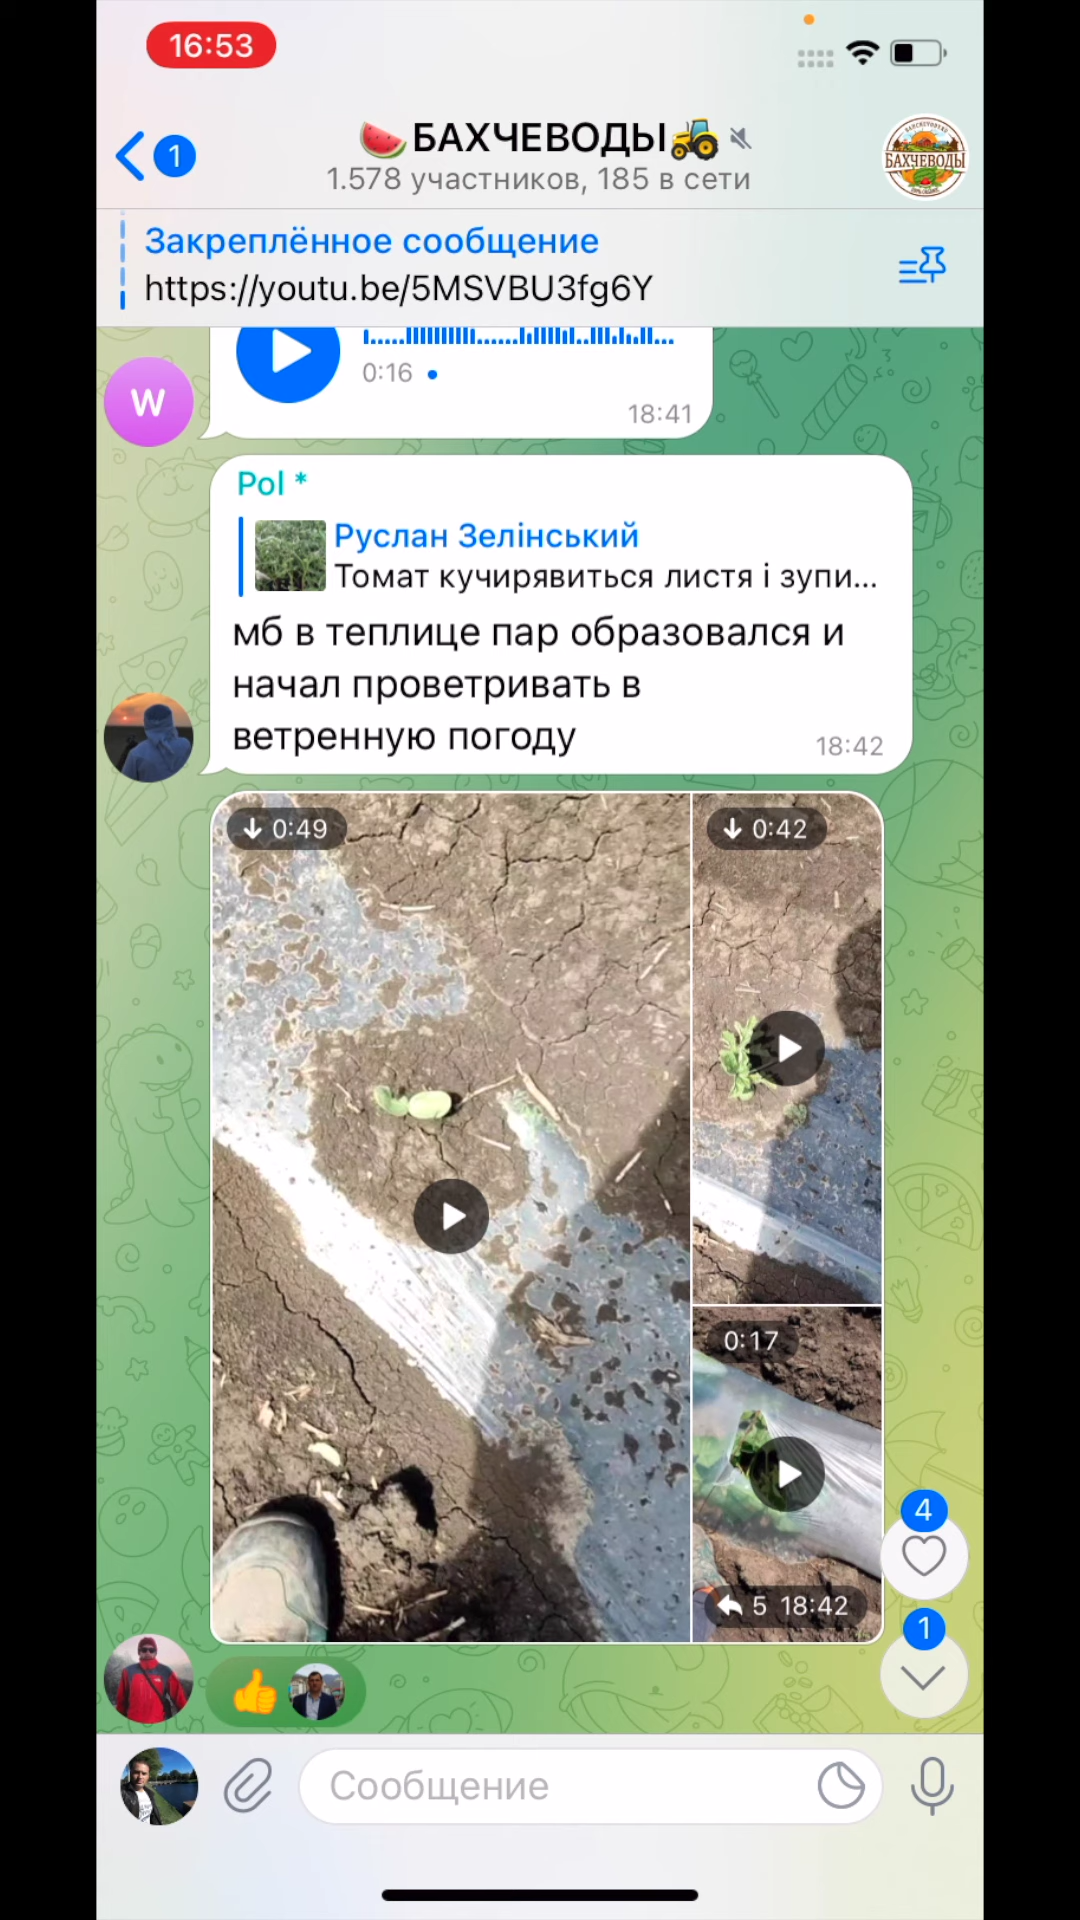 16:53
1
🍉БАХЧЕВОДЫ🚜
1.578 участников, 185 в сети
БАХЧЕВОДЫ
Закреплённое сообщение
https://youtu.be/5MSVBU3fg6Y
W
0:16
18:41
Pol *
Руслан Зелінський
Томат кучирявиться листя і зупи...
мб в теплице пар образовался и
начал проветривать в
ветренную погоду
18:42
0:49
0:42
0:17
5 18:42
4
1
Сообщение